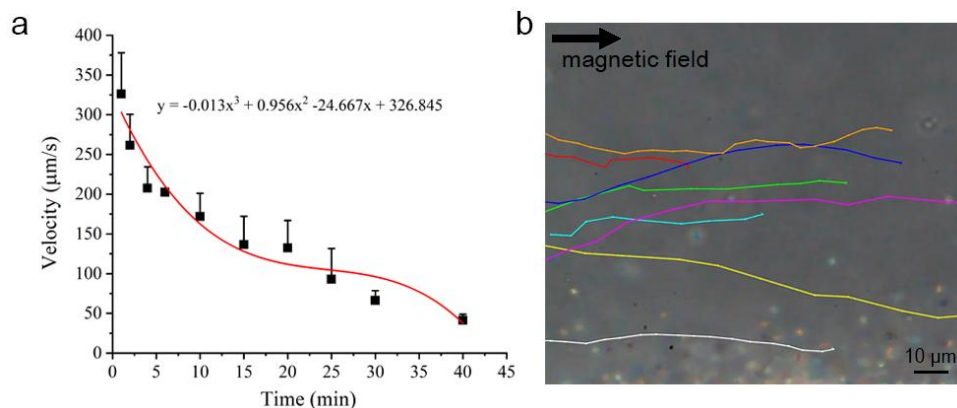 a
400
350
300
250
200
150
100
50
0
Velocity (μm/s)
y = -0.013x³ + 0.956x² -24.667x + 326.845
0 5 10 15 20 25 30 35 40 45
Time (min)
b
magnetic field
10 μm